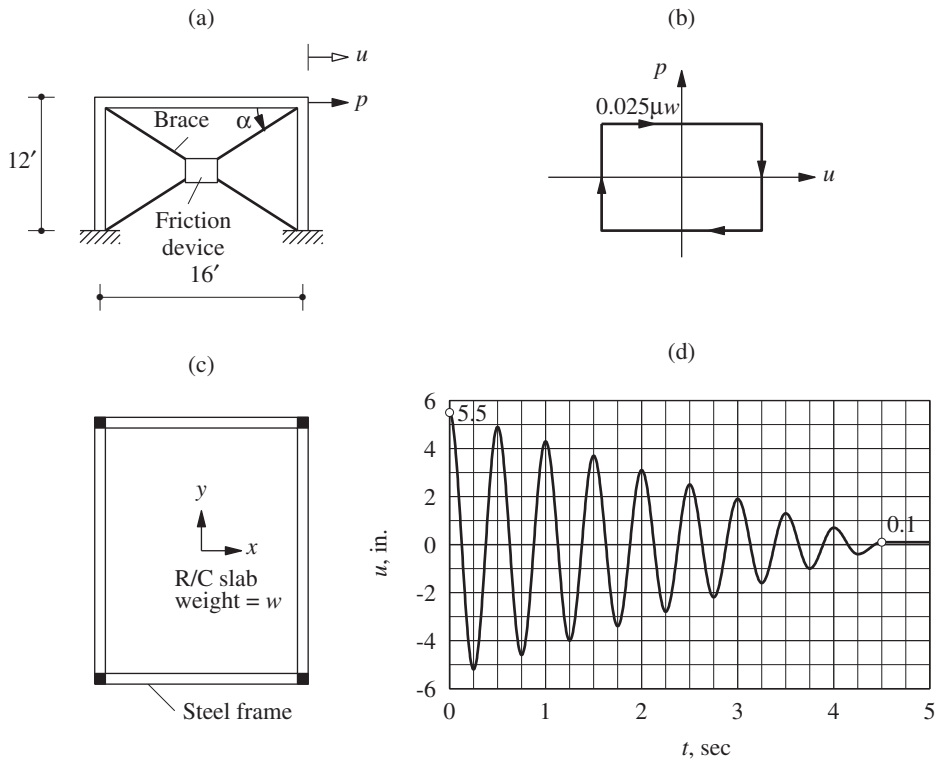 (a)
u
p
Brace
α
12′
Friction
device
16′
(b)
p
0.025μw
u
(c)
y
x
R/C slab
weight = w
Steel frame
(d)
6
5.5
4
2
0
0.1
-2
-4
-6
u, in.
0
1
2
3
4
5
t, sec